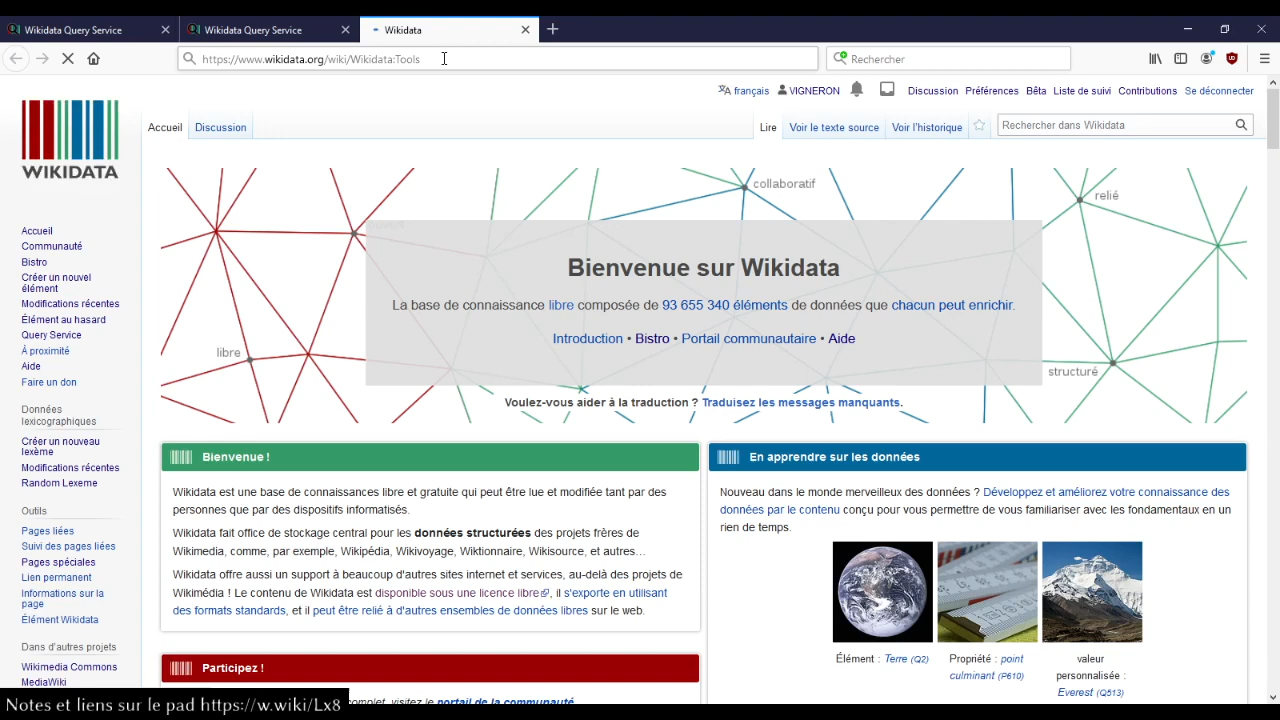 Wikidata Query Service
Wikidata Query Service
Wikidata
https://www.wikidata.org/wiki/Wikidata:Tools
Rechercher
français
VIGNERON
Discussion
Préférences
Bêta
Liste de suivi
Contributions
Se déconnecter
WIKIDATA
Accueil
Discussion
Lire
Voir le texte source
Voir l'historique
Rechercher dans Wikidata
collaboratif
relié
libre
structuré
Bienvenue sur Wikidata
La base de connaissance libre composée de 93 655 340 éléments de données que chacun peut enrichir.
Introduction • Bistro • Portail communautaire • Aide
Voulez-vous aider à la traduction ? Traduisez les messages manquants.
Accueil
Communauté
Bistro
Créer un nouvel
élément
Modifications récentes
Élément au hasard
Query Service
À proximité
Aide
Faire un don
Données
lexicographiques
Créer un nouveau
lexème
Modifications récentes
Random Lexeme
Outils
Pages liées
Suivi des pages liées
Pages spéciales
Lien permanent
Informations sur la
page
Élément Wikidata
Dans d'autres projets
Wikimedia Commons
MediaWiki
Bienvenue !
Wikidata est une base de connaissances libre et gratuite qui peut être lue et modifiée tant par des
personnes que par des dispositifs informatisés.
Wikidata fait office de stockage central pour les données structurées des projets frères de
Wikimedia, comme, par exemple, Wikipédia, Wikivoyage, Wiktionnaire, Wikisource, et autres…
Wikidata offre aussi un support à beaucoup d'autres sites internet et services, au-delà des projets de
Wikimédia ! Le contenu de Wikidata est disponible sous une licence libre, il s'exporte en utilisant
des formats standards, et il peut être relié à d'autres ensembles de données libres sur le web.
Participez !
complet, visitez le portail de la communauté
En apprendre sur les données
Nouveau dans le monde merveilleux des données ? Développez et améliorez votre connaissance des
données par le contenu conçu pour vous permettre de vous familiariser avec les fondamentaux en un
rien de temps.
Élément : Terre (Q2)
Propriété : point
culminant (P610)
valeur
personnalisée :
Everest (Q513)
Notes et liens sur le pad https://w.wiki/Lx8